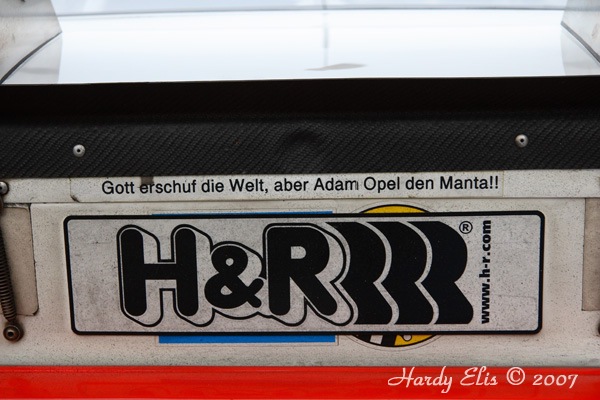 Gott erschuf die Welt, aber Adam Opel den Manta!!
H&R®
www.h-r.com
Hardy Elis © 2007